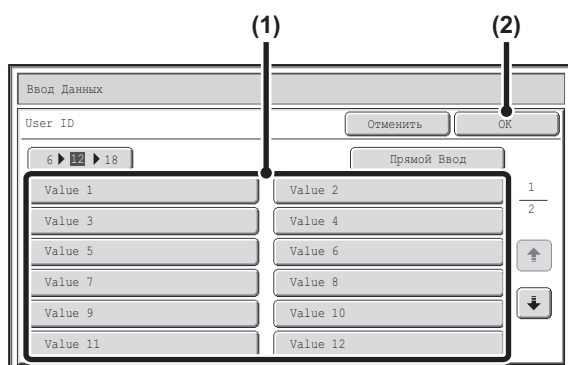 (1) (2)
Ввод Данных
User ID Отменить OK
6 12 18 Прямой Ввод
Value 1 Value 2 1
Value 3 Value 4 2
Value 5 Value 6
Value 7 Value 8
Value 9 Value 10
Value 11 Value 12